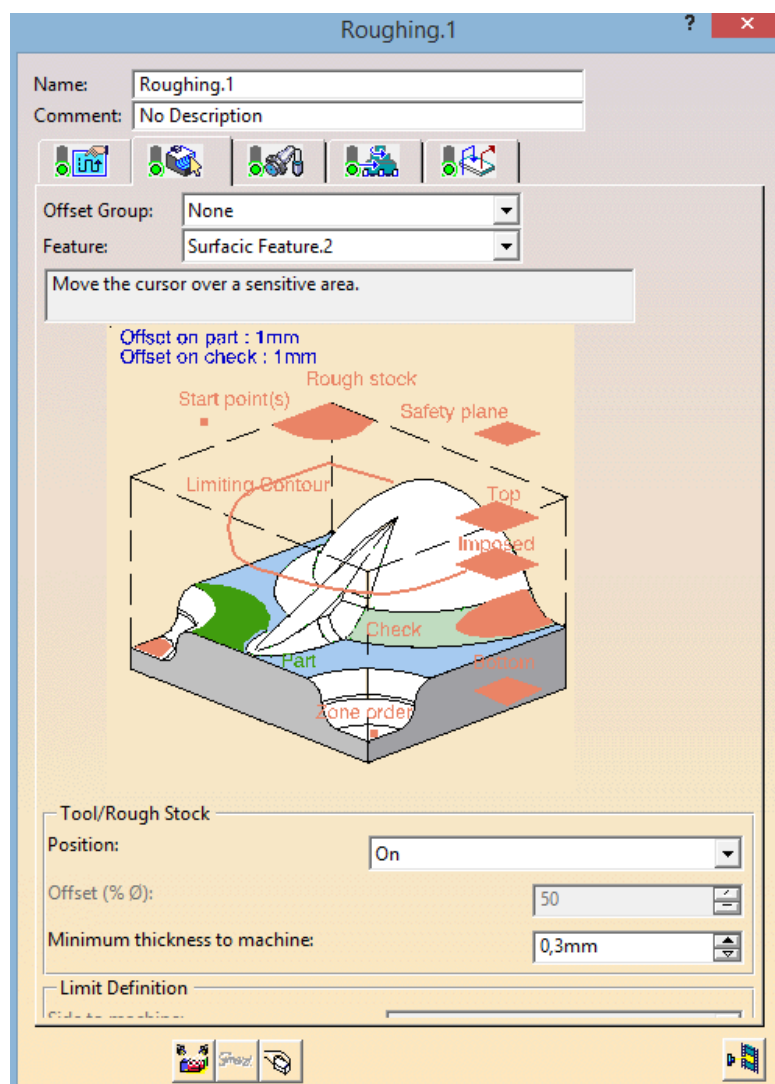 Roughing.1
?
Name: Roughing.1
Comment: No Description
Offset Group: None
Feature: Surfacic Feature.2
Move the cursor over a sensitive area.
Offset on part : 1mm
Offset on check : 1mm
Rough stock
Start point(s)
Safety plane
Limiting Contour
Top
Imposed
Check
Part
Bottom
Zone order
Tool/Rough Stock
Position: On
Offset (% Ø): 50
Minimum thickness to machine: 0,3mm
Limit Definition
Side to machine: